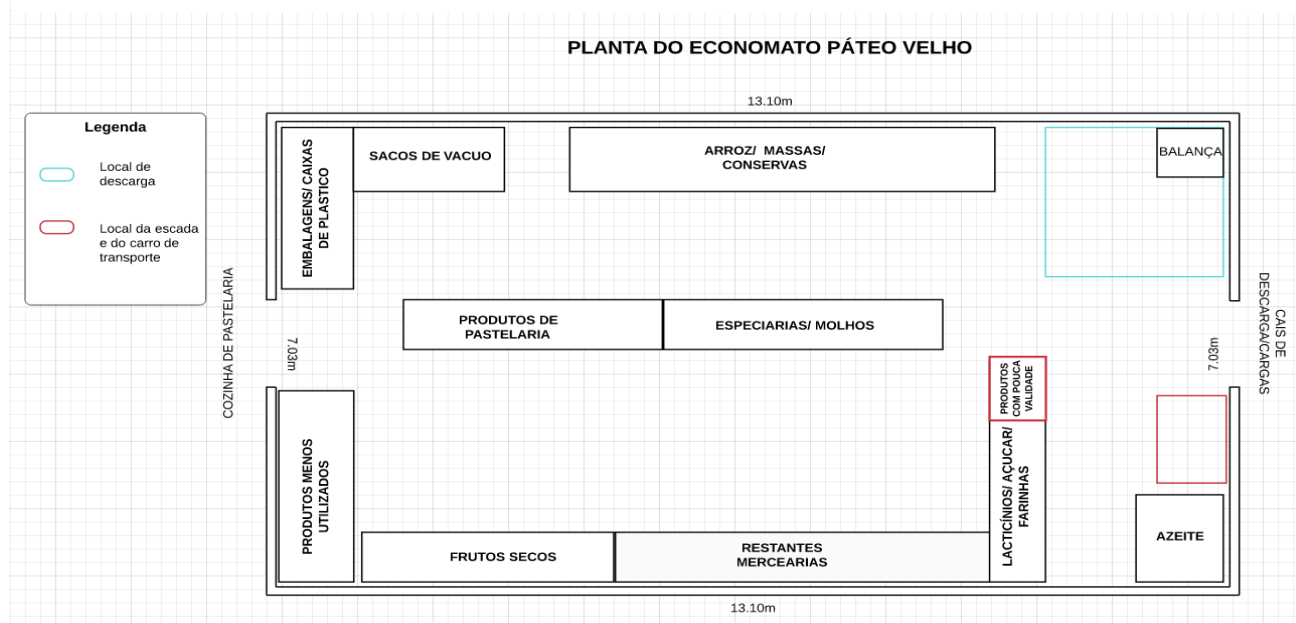 PLANTA DO ECONOMATO PÁTEO VELHO
13.10m
Legenda
Local de
descarga
Local da escada
e do carro de
transporte
EMBALAGENS/ CAIXAS
DE PLASTICO
SACOS DE VACUO
ARROZ/ MASSAS/
CONSERVAS
BALANÇA
COZINHA DE PASTELARIA
7.03m
PRODUTOS DE
PASTELARIA
ESPECIARIAS/ MOLHOS
7.03m
CAIS DE
DESCARGA/CARGAS
PRODUTOS
COM POUCA
VALIDADE
PRODUTOS MENOS
UTILIZADOS
FRUTOS SECOS
RESTANTES
MERCEARIAS
LACTICÍNIOS/ AÇUCAR/
FARINHAS
AZEITE
13.10m